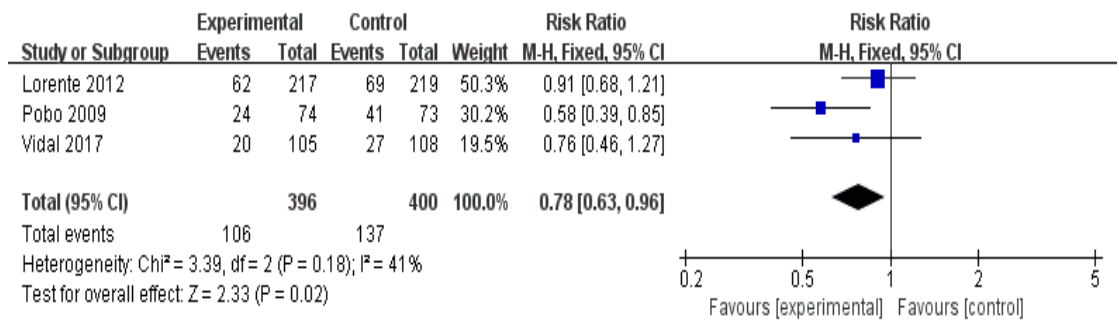 Experimental Control Risk Ratio Risk Ratio
Study or Subgroup Events Total Events Total Weight M-H, Fixed, 95% CI M-H, Fixed, 95% CI
Lorente 2012 62 217 69 219 50.3% 0.91 [0.68, 1.21]
Pobo 2009 24 74 41 73 30.2% 0.58 [0.39, 0.85]
Vidal 2017 20 105 27 108 19.5% 0.76 [0.46, 1.27]
Total (95% CI) 396 400 100.0% 0.78 [0.63, 0.96]
Total events 106 137
Heterogeneity: Chi² = 3.39, df = 2 (P = 0.18); I² = 41%
Test for overall effect: Z = 2.33 (P = 0.02)
0.2 0.5 1 2 5
Favours [experimental] Favours [control]